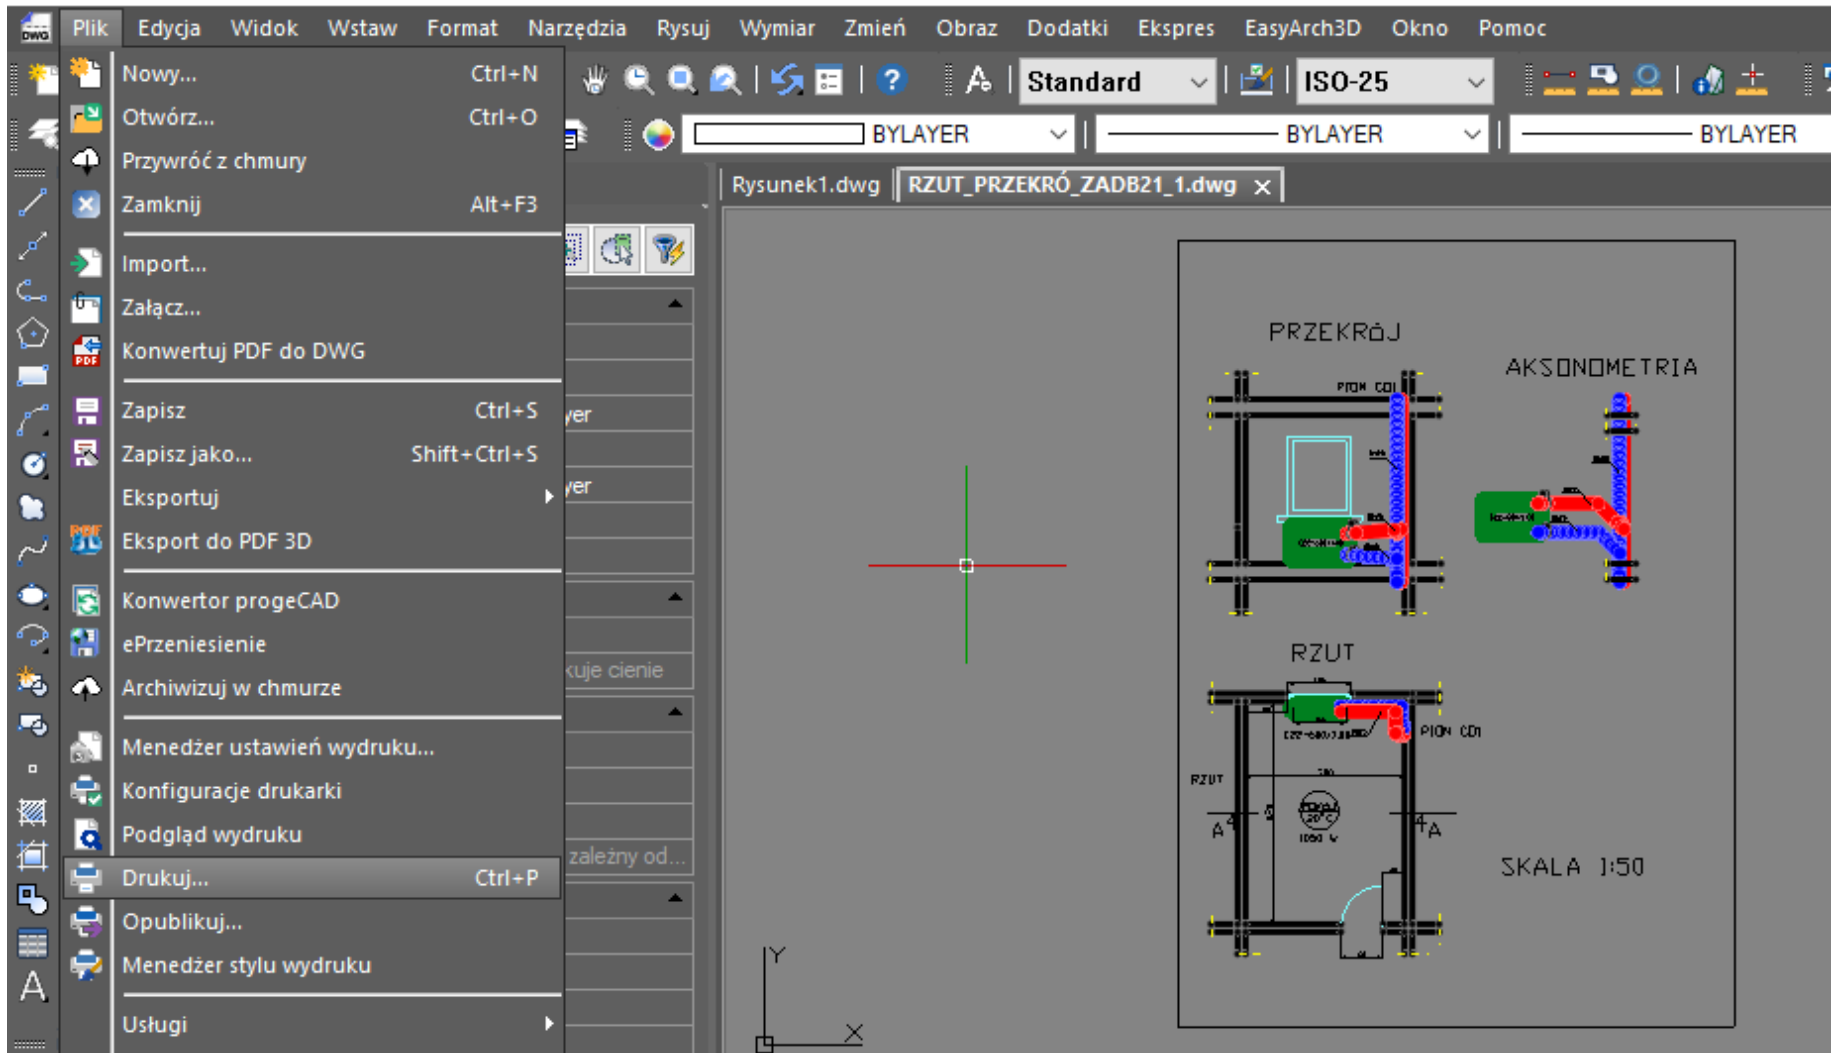 DWG Plik Edycja Widok Wstaw Format Narzędzia Rysuj Wymiar Zmień Obraz Dodatki Ekspres EasyArch3D Okno Pomoc
Nowy... Ctrl+N
Standard
ISO-25
Otwórz... Ctrl+O
BYLAYER
BYLAYER
BYLAYER
Przywróć z chmury
Zamknij Alt+F3
Import...
Załącz...
Konwertuj PDF do DWG
Zapisz Ctrl+S
Zapisz jako... Shift+Ctrl+S
Eksportuj
Eksport do PDF 3D
Konwertor progeCAD
ePrzeniesienie
Archiwizuj w chmurze
Menedżer ustawień wydruku...
Konfiguracje drukarki
Podgląd wydruku
Drukuj... Ctrl+P
Opublikuj...
Menedżer stylu wydruku
Usługi
yer
yer
kuje cienie
zależny od...
Rysunek1.dwg
RZUT_PRZEKRÓ_ZADB21_1.dwg
PRZEKRóJ
PION CD1
AKSONOMETRIA
RZUT
PION CD1
RZUT
20°C
1050 W
A
A
SKALA 1:50
Y
X